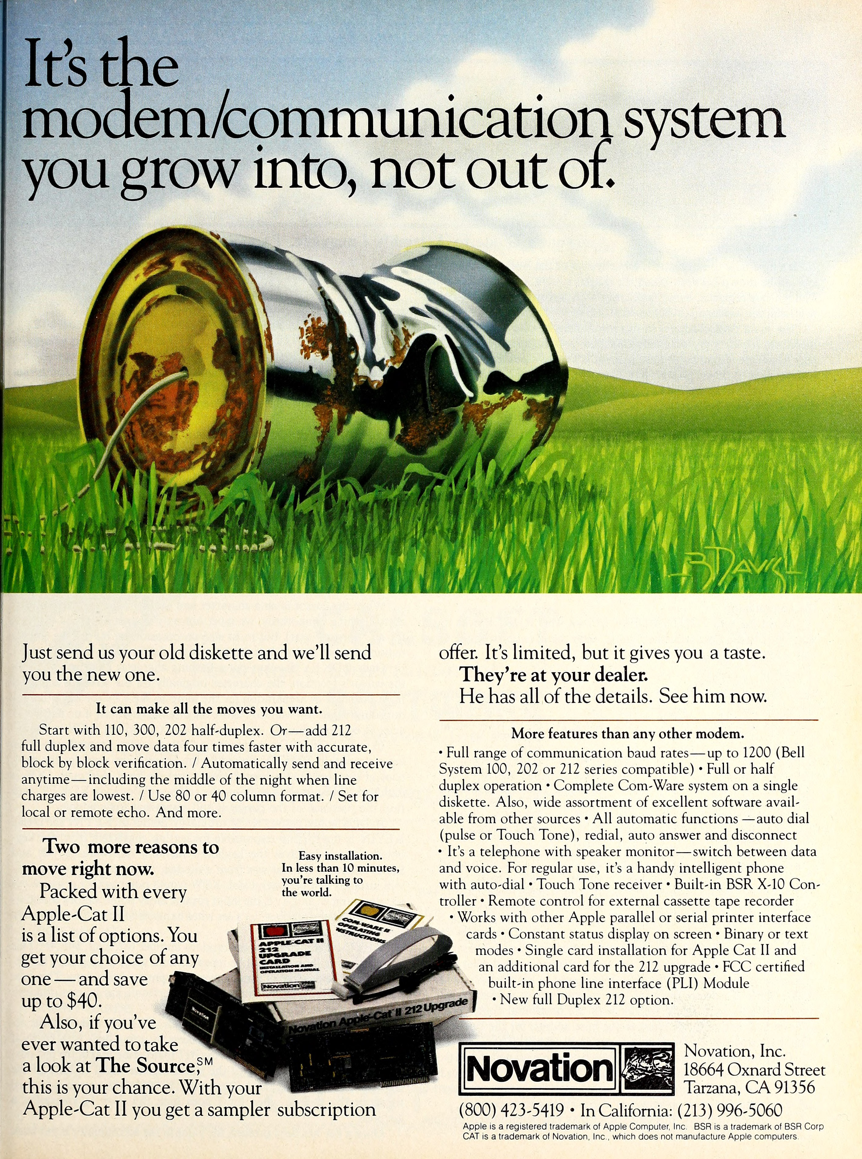 It's the
modem/communication system
you grow into, not out of.
B DAVIS
Just send us your old diskette and we'll send
you the new one.
It can make all the moves you want.
Start with 110, 300, 202 half-duplex. Or—add 212
full duplex and move data four times faster with accurate,
block by block verification. / Automatically send and receive
anytime—including the middle of the night when line
charges are lowest. / Use 80 or 40 column format. / Set for
local or remote echo. And more.
Two more reasons to
move right now.
Packed with every
Apple-Cat II
is a list of options. You
get your choice of any
one—and save
up to $40.
Also, if you've
ever wanted to take
a look at The Source,℠
this is your chance. With your
Apple-Cat II you get a sampler subscription
Easy installation.
In less than 10 minutes,
you're talking to
the world.
APPLE-CAT II
212
UPGRADE
CARD
INSTALLATION AND
OPERATION MANUAL
Novation
COM-WARE II
OPERATING
INSTRUCTIONS
Novation Apple-Cat II 212 Upgrade
Novation
offer. It's limited, but it gives you a taste.
They're at your dealer.
He has all of the details. See him now.
More features than any other modem.
• Full range of communication baud rates—up to 1200 (Bell
System 100, 202 or 212 series compatible) • Full or half
duplex operation • Complete Com-Ware system on a single
diskette. Also, wide assortment of excellent software avail-
able from other sources • All automatic functions—auto dial
(pulse or Touch Tone), redial, auto answer and disconnect
• It's a telephone with speaker monitor—switch between data
and voice. For regular use, it's a handy intelligent phone
with auto-dial • Touch Tone receiver • Built-in BSR X-10 Con-
troller • Remote control for external cassette tape recorder
• Works with other Apple parallel or serial printer interface
cards • Constant status display on screen • Binary or text
modes • Single card installation for Apple Cat II and
an additional card for the 212 upgrade • FCC certified
built-in phone line interface (PLI) Module
• New full Duplex 212 option.
Novation
Novation, Inc.
18664 Oxnard Street
Tarzana, CA 91356
(800) 423-5419 • In California: (213) 996-5060
Apple is a registered trademark of Apple Computer, Inc. BSR is a trademark of BSR Corp
CAT is a trademark of Novation, Inc., which does not manufacture Apple computers.